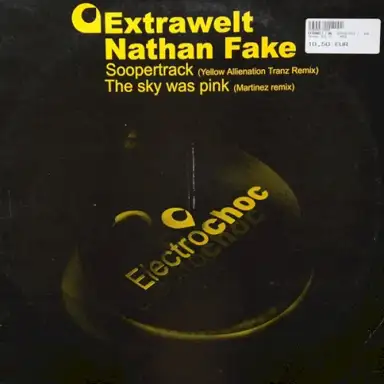 Extrawelt
Nathan Fake
Soopertrack (Yellow Allienation Tranz Remix)
The sky was pink (Martinez remix)
Electrochoc